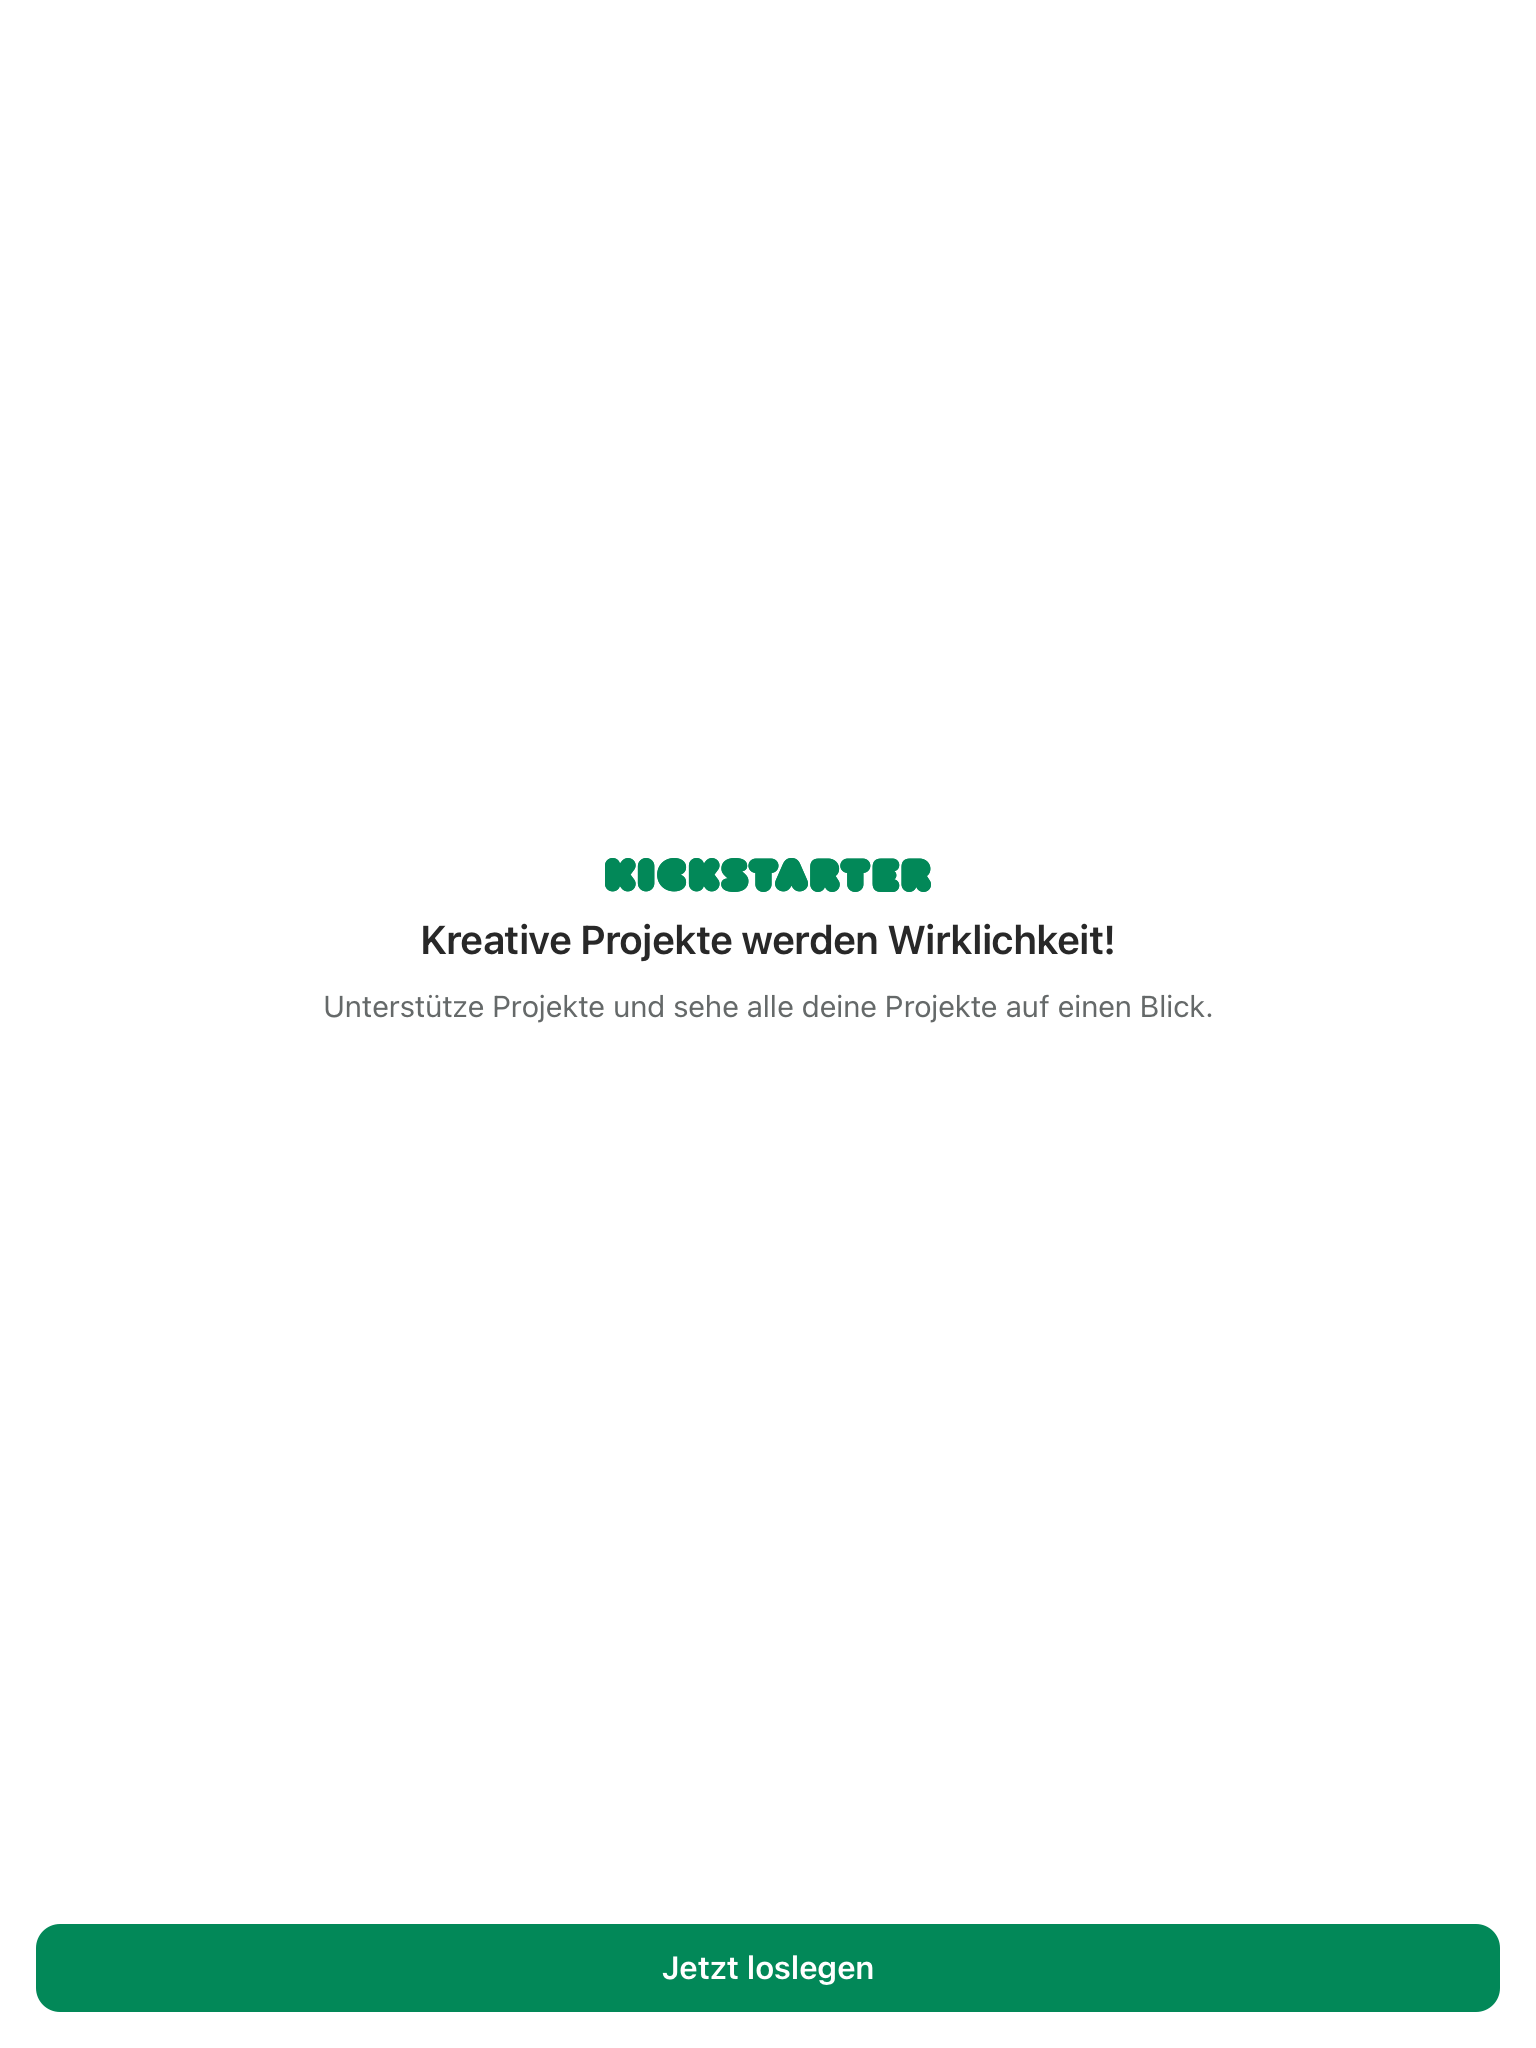 KICKSTARTER
Kreative Projekte werden Wirklichkeit!
Unterstütze Projekte und sehe alle deine Projekte auf einen Blick.
Jetzt loslegen